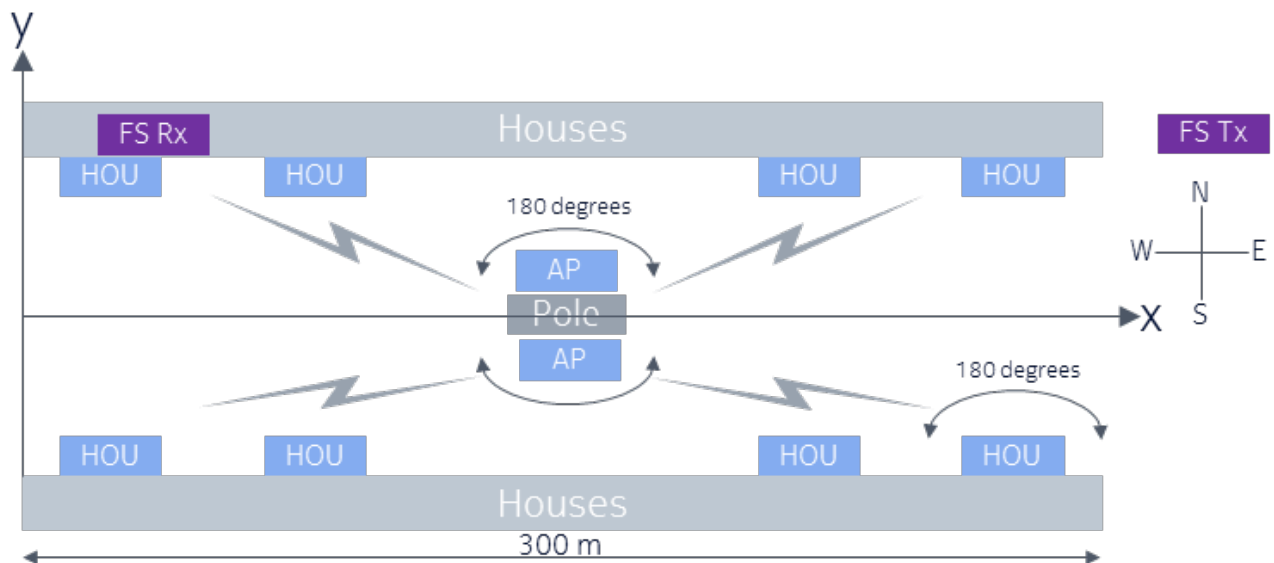 y
FS Rx
Houses
FS Tx
HOU
HOU
HOU
HOU
N
180 degrees
W
E
AP
Pole
X
S
AP
180 degrees
HOU
HOU
HOU
HOU
Houses
300 m